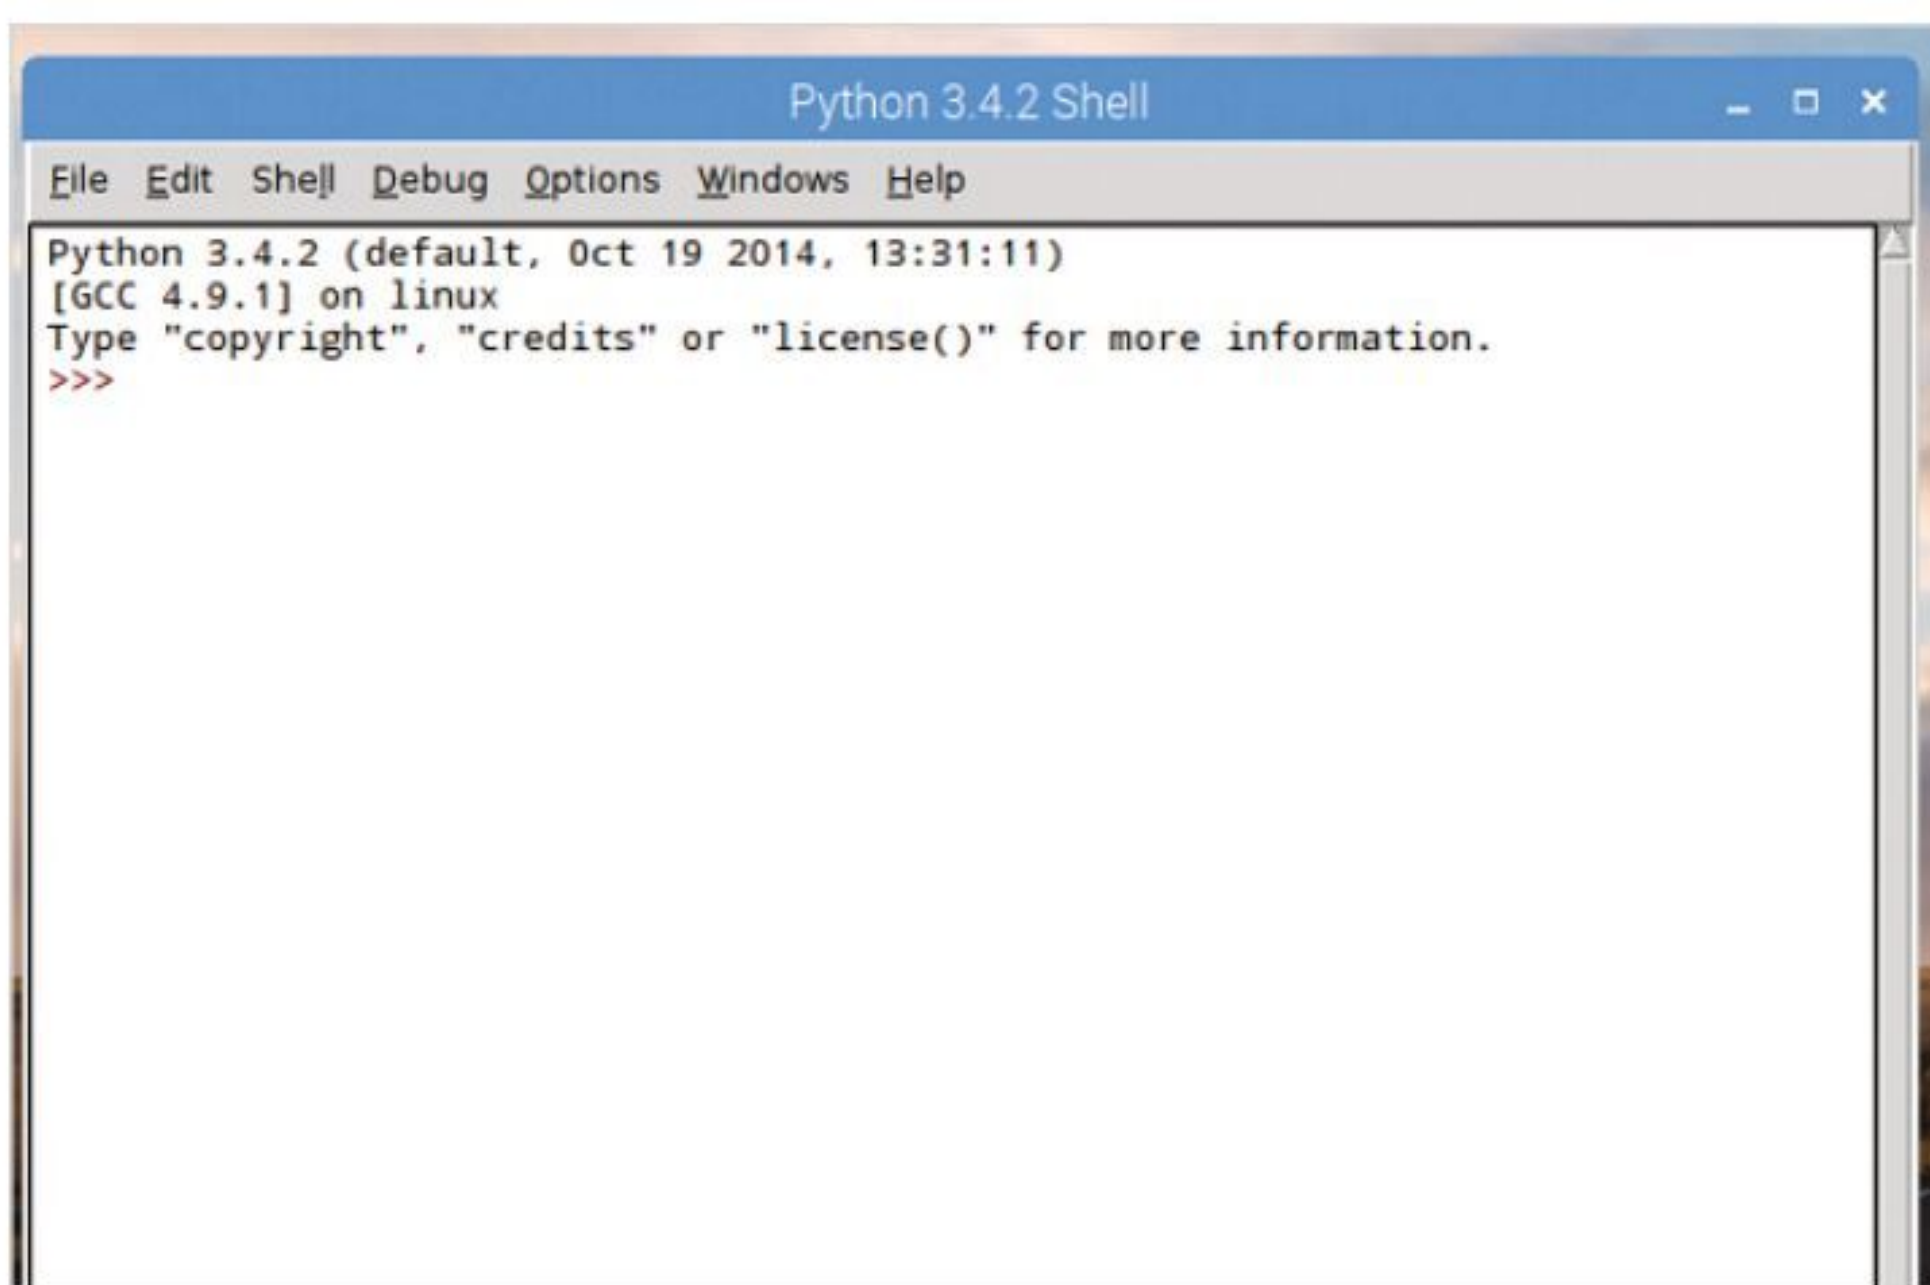 Python 3.4.2 Shell
File Edit Shell Debug Options Windows Help
Python 3.4.2 (default, Oct 19 2014, 13:31:11)
[GCC 4.9.1] on linux
Type "copyright", "credits" or "license()" for more information.
>>>